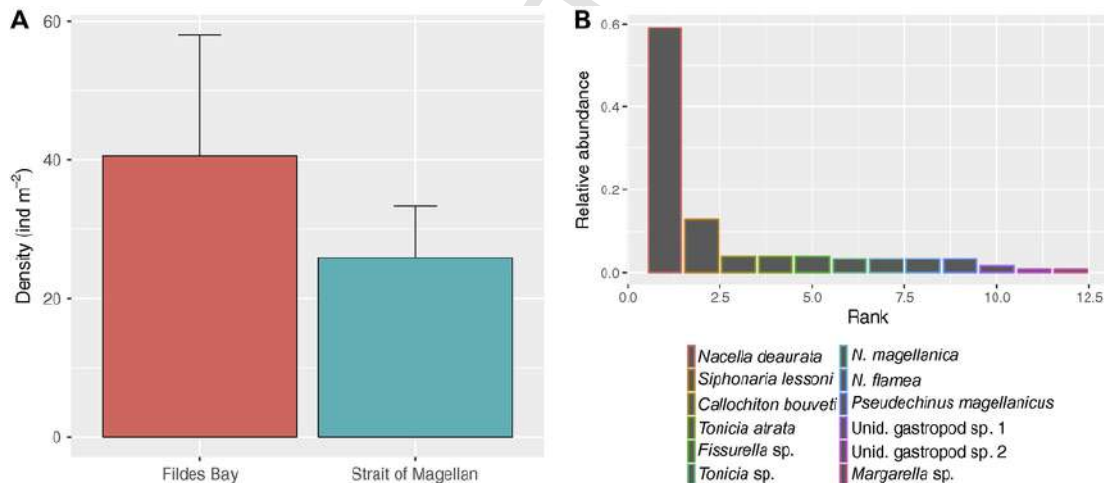 A
60
40
20
0
Density (ind m⁻²)
Fildes Bay
Strait of Magellan
B
0.6
0.4
0.2
0.0
Relative abundance
0.0
2.5
5.0
7.5
10.0
12.5
Rank
Nacella deaurata
Siphonaria lessoni
Callochiton bouveti
Tonicia atrata
Fissurella sp.
Tonicia sp.
N. magellanica
N. flamea
Pseudechinus magellanicus
Unid. gastropod sp. 1
Unid. gastropod sp. 2
Margarella sp.